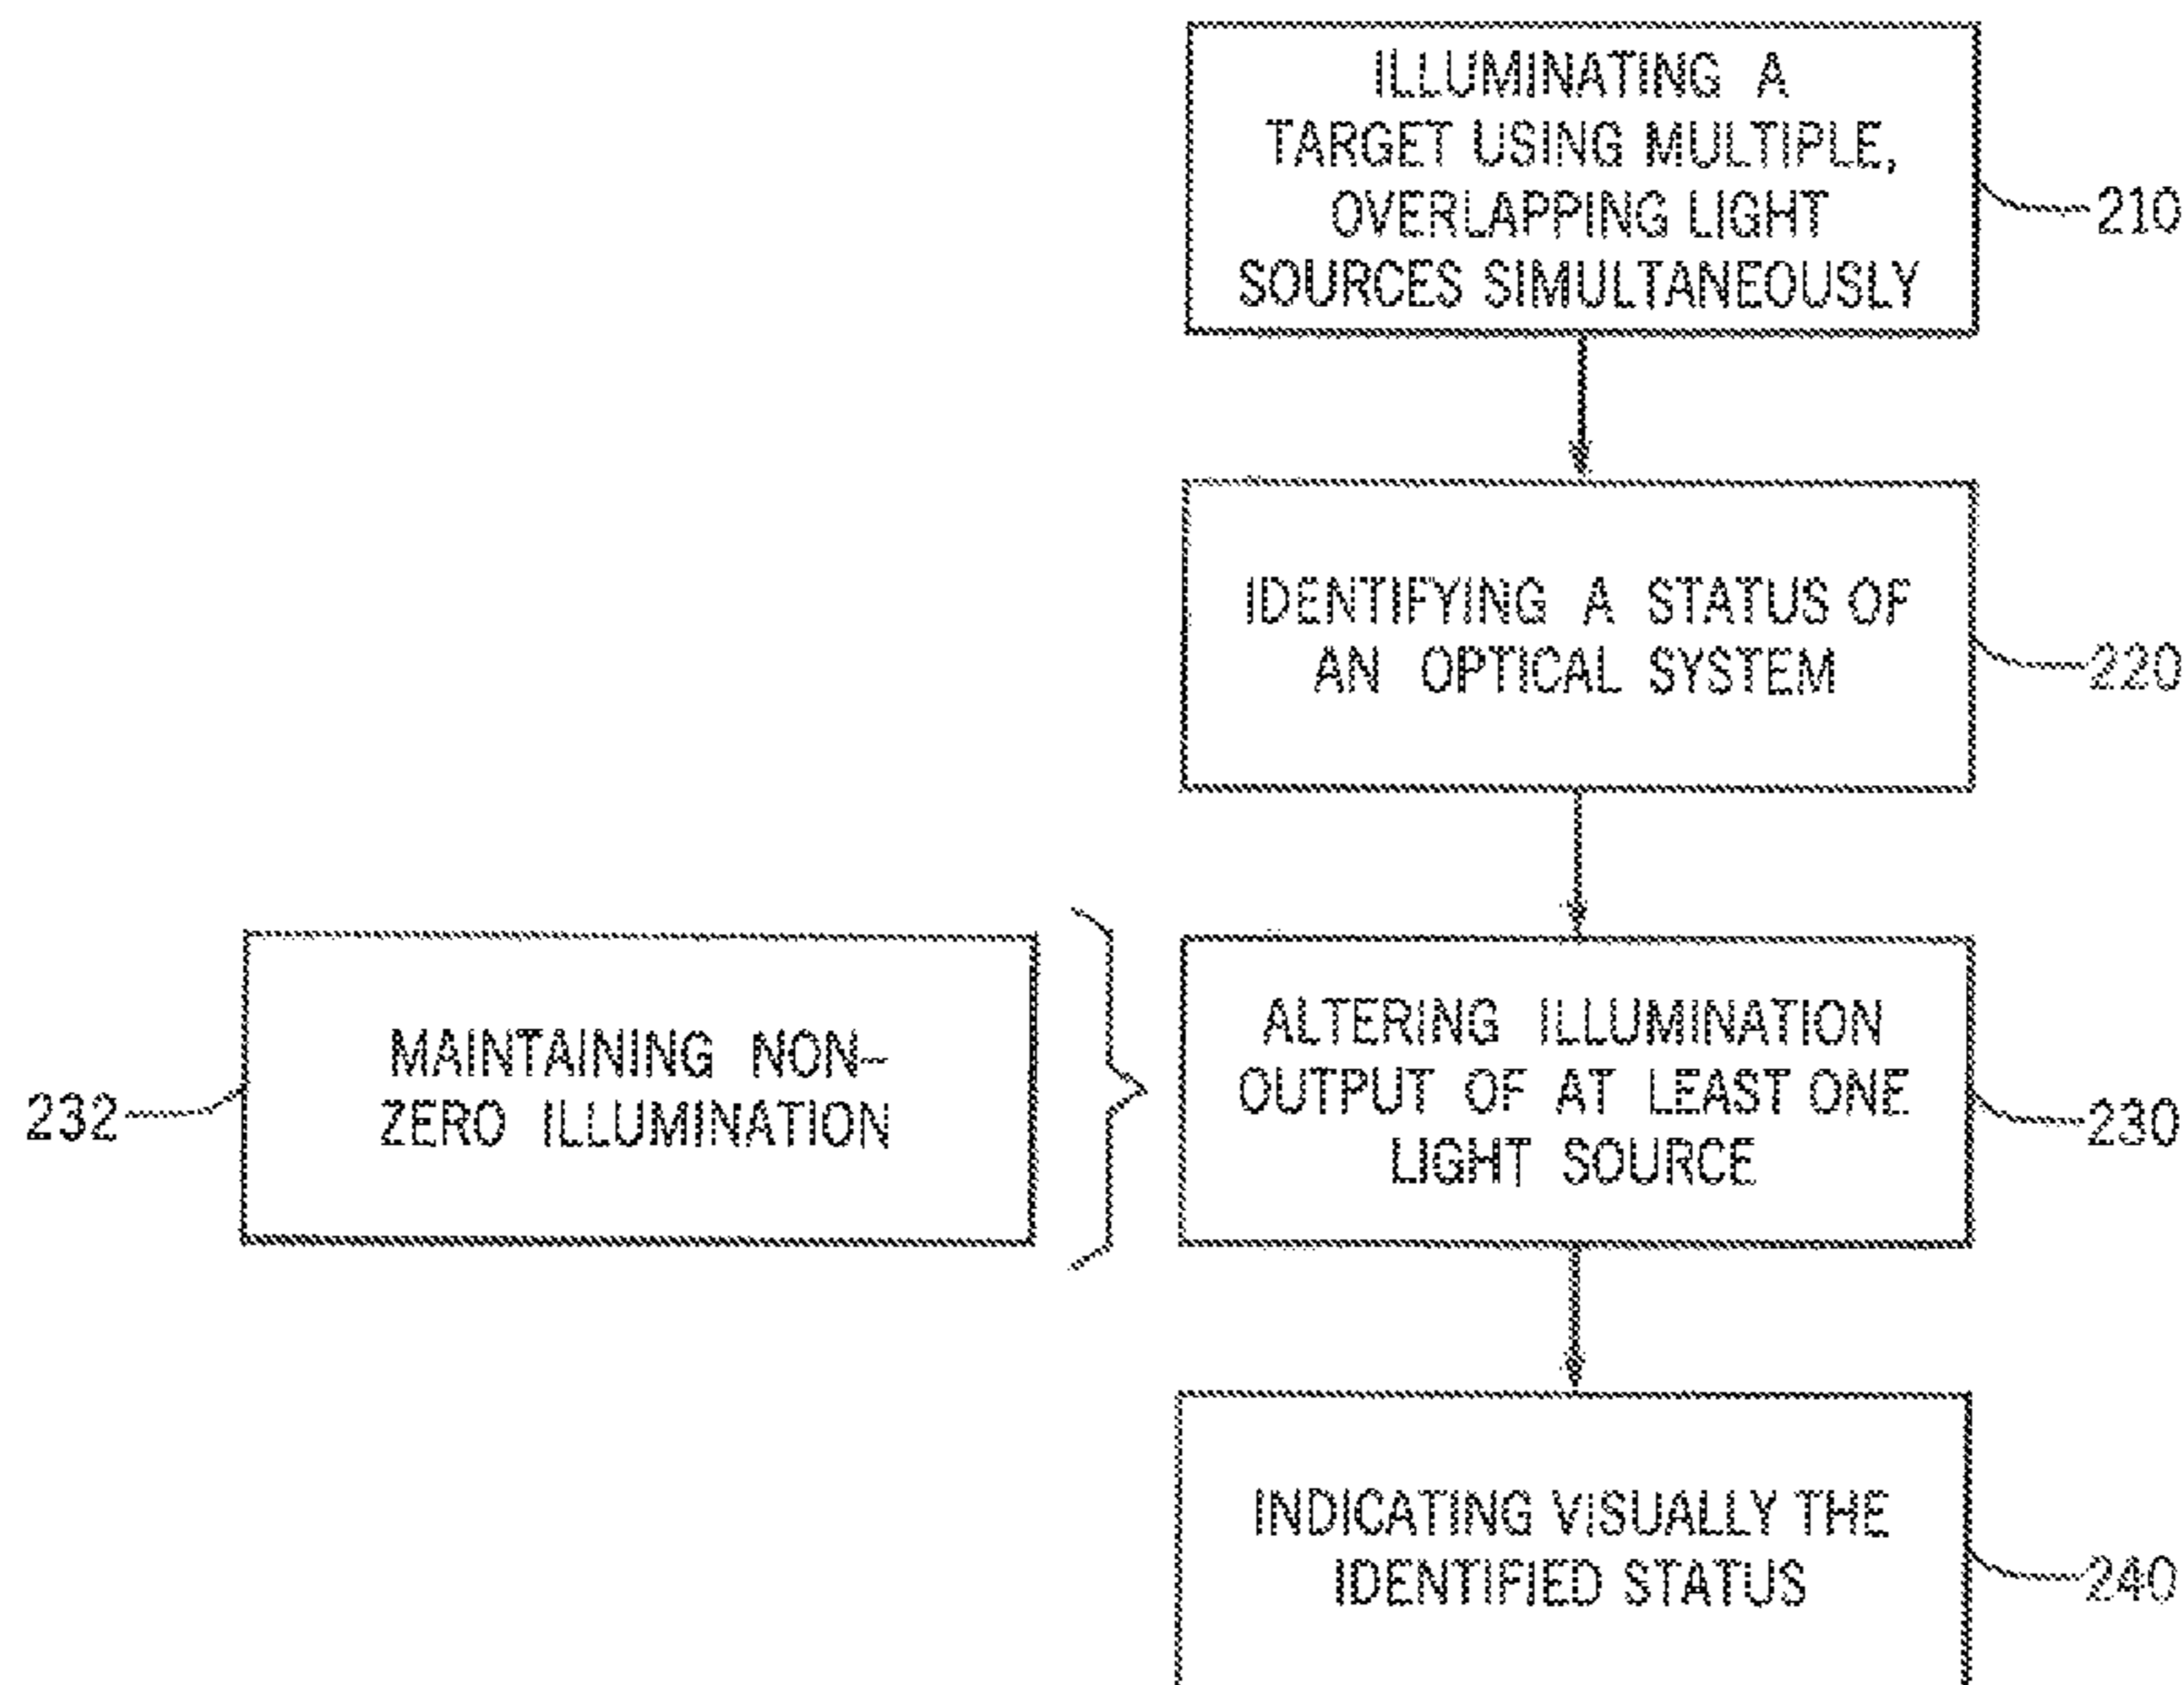 ILLUMINATING A
TARGET USING MULTIPLE,
OVERLAPPING LIGHT
SOURCES SIMULTANEOUSLY
210
IDENTIFYING A STATUS OF
AN OPTICAL SYSTEM
220
MAINTAINING NON-
ZERO ILLUMINATION
232
ALTERING ILLUMINATION
OUTPUT OF AT LEAST ONE
LIGHT SOURCE
230
INDICATING VISUALLY THE
IDENTIFIED STATUS
240